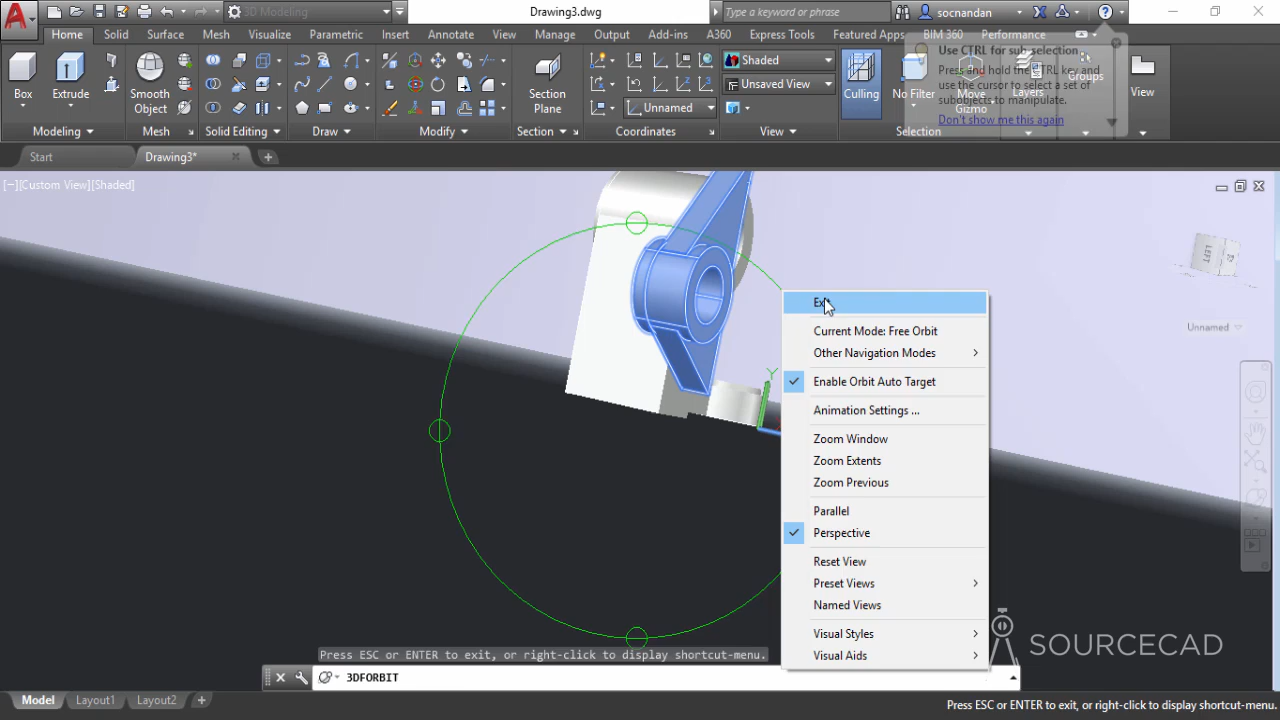 3D Modeling
Drawing3.dwg
Type a keyword or phrase
socnandan
Home
Solid
Surface
Mesh
Visualize
Parametric
Insert
Annotate
View
Manage
Output
Add-ins
A360
Express Tools
Featured Apps
BIM 360
Performance
Box
Extrude
Smooth
Object
Section
Plane
Shaded
Unsaved View
Unnamed
Culling
No Filter
Move
Gizmo
Layers
Groups
View
Use CTRL for sub selection
Press and hold the CTRL key and
use the cursor to select a set of
subobjects to manipulate.
Don't show me this again
Modeling
Mesh
Solid Editing
Draw
Modify
Section
Coordinates
View
Selection
Start
Drawing3*
[−][Custom View][Shaded]
LEFT
Unnamed
Y
Exit
Current Mode: Free Orbit
Other Navigation Modes
Enable Orbit Auto Target
Animation Settings ...
Zoom Window
Zoom Extents
Zoom Previous
Parallel
Perspective
Reset View
Preset Views
Named Views
Visual Styles
Visual Aids
SOURCECAD
Press ESC or ENTER to exit, or right-click to display shortcut-menu.
3DFORBIT
Model
Layout1
Layout2
+
Press ESC or ENTER to exit, or right-click to display shortcut-menu.